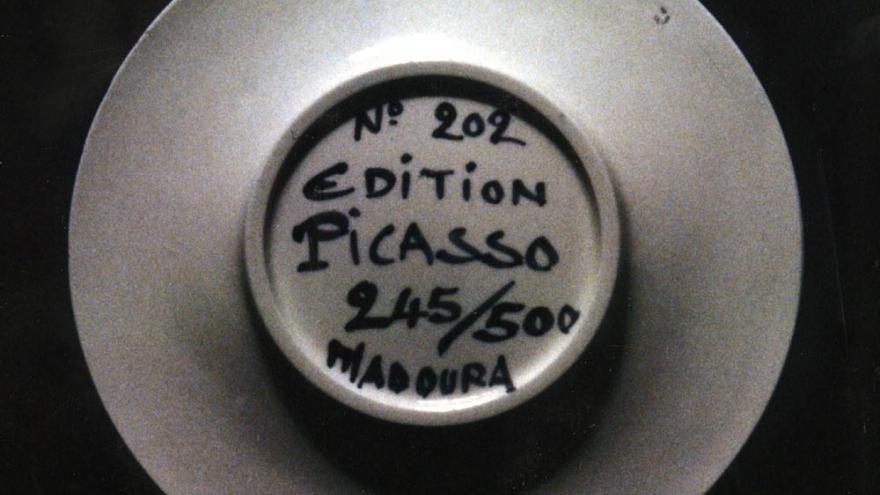 Nº 202
EDITION
PICASSO
245/500
MADOURA